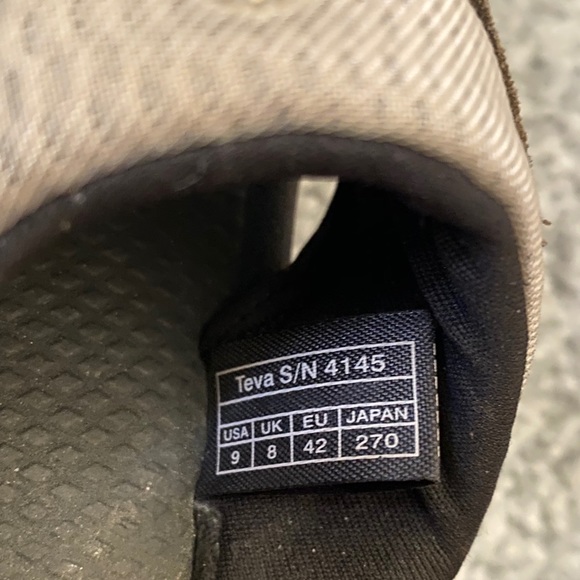 Teva S/N 4145
USA UK EU JAPAN
9 8 42 270